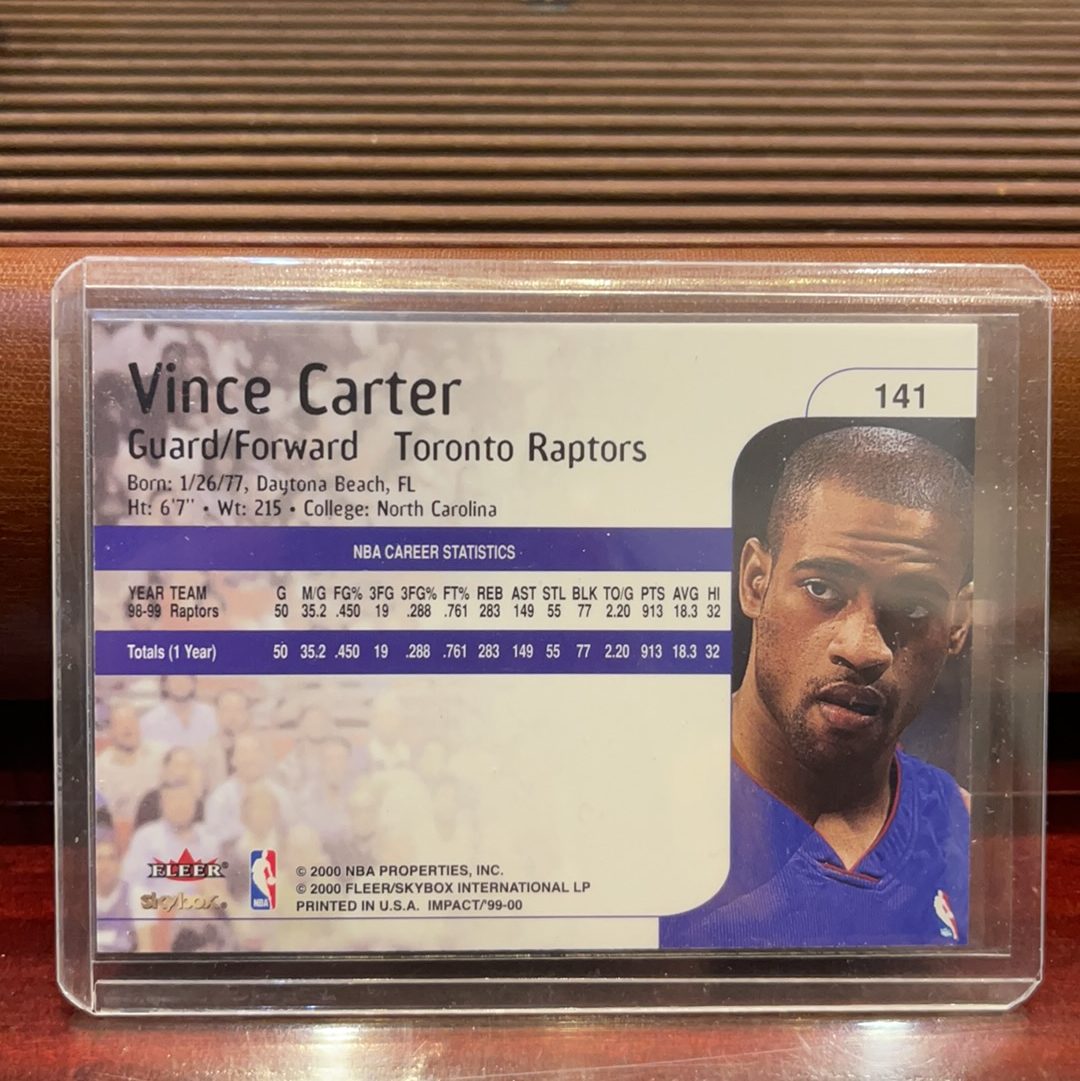 141
Vince Carter
Guard/Forward Toronto Raptors
Born: 1/26/77, Daytona Beach, FL
Ht: 6'7" • Wt: 215 • College: North Carolina
NBA CAREER STATISTICS
YEAR TEAM G M/G FG% 3FG 3FG% FT% REB AST STL BLK TO/G PTS AVG HI
98-99 Raptors 50 35.2 .450 19 .288 .761 283 149 55 77 2.20 913 18.3 32
Totals (1 Year) 50 35.2 .450 19 .288 .761 283 149 55 77 2.20 913 18.3 32
FLEER®
skybox®
NBA
© 2000 NBA PROPERTIES, INC.
© 2000 FLEER/SKYBOX INTERNATIONAL LP
PRINTED IN U.S.A. IMPACT/'99-00